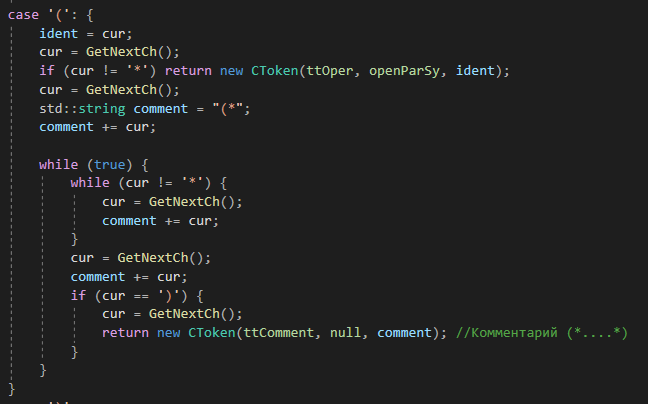 case '(': {
ident = cur;
cur = GetNextCh();
if (cur != '*') return new CToken(ttOper, openParSy, ident);
cur = GetNextCh();
std::string comment = "(*";
comment += cur;
while (true) {
while (cur != '*') {
cur = GetNextCh();
comment += cur;
}
cur = GetNextCh();
comment += cur;
if (cur == ')') {
cur = GetNextCh();
return new CToken(ttComment, null, comment); //Комментарий (*....*)
}
}
}